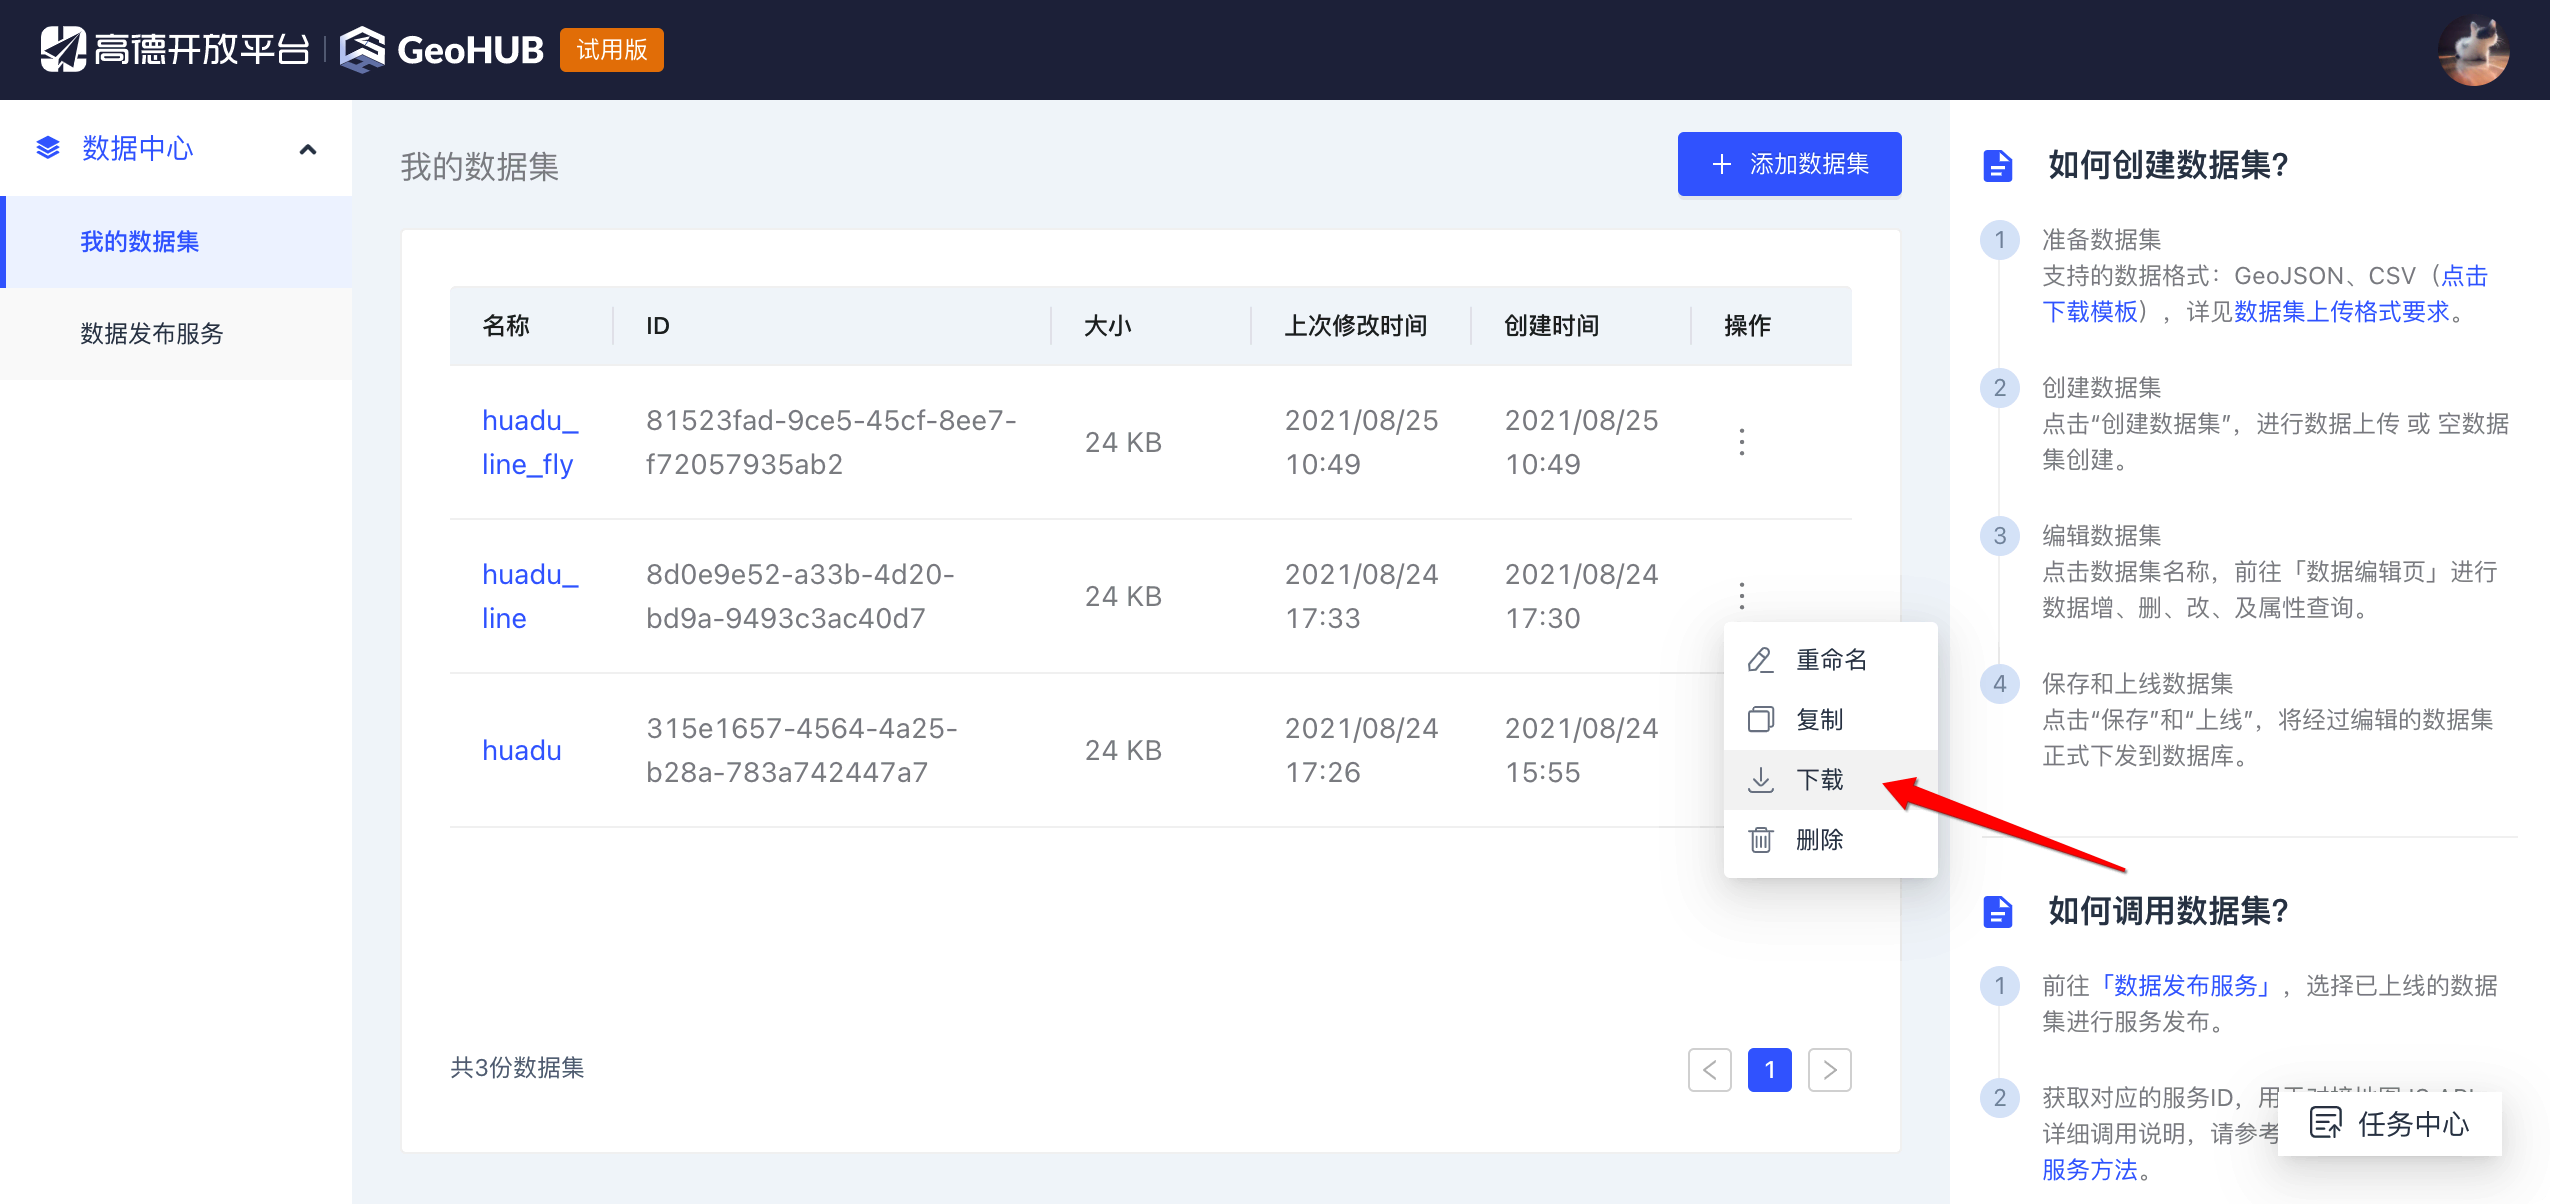 高德开放平台 GeoHUB 试用版
数据中心
我的数据集
数据发布服务
我的数据集
添加数据集
名称 ID 大小 上次修改时间 创建时间 操作
huadu_
line_fly
81523fad-9ce5-45cf-8ee7-
f72057935ab2
24 KB
2021/08/25
10:49
2021/08/25
10:49
huadu_
line
8d0e9e52-a33b-4d20-
bd9a-9493c3ac40d7
24 KB
2021/08/24
17:33
2021/08/24
17:30
huadu
315e1657-4564-4a25-
b28a-783a742447a7
24 KB
2021/08/24
17:26
2021/08/24
15:55
重命名
复制
下载
删除
共3份数据集
1
如何创建数据集?
1 准备数据集
支持的数据格式：GeoJSON、CSV（点击
下载模板），详见数据集上传格式要求。
2 创建数据集
点击“创建数据集”，进行数据上传 或 空数据
集创建。
3 编辑数据集
点击数据集名称，前往「数据编辑页」进行
数据增、删、改、及属性查询。
4 保存和上线数据集
点击“保存”和“上线”，将经过编辑的数据集
正式下发到数据库。
如何调用数据集?
1 前往「数据发布服务」，选择已上线的数据
集进行服务发布。
2 获取对应的服务ID，用
详细调用说明，请参考
服务方法。
任务中心